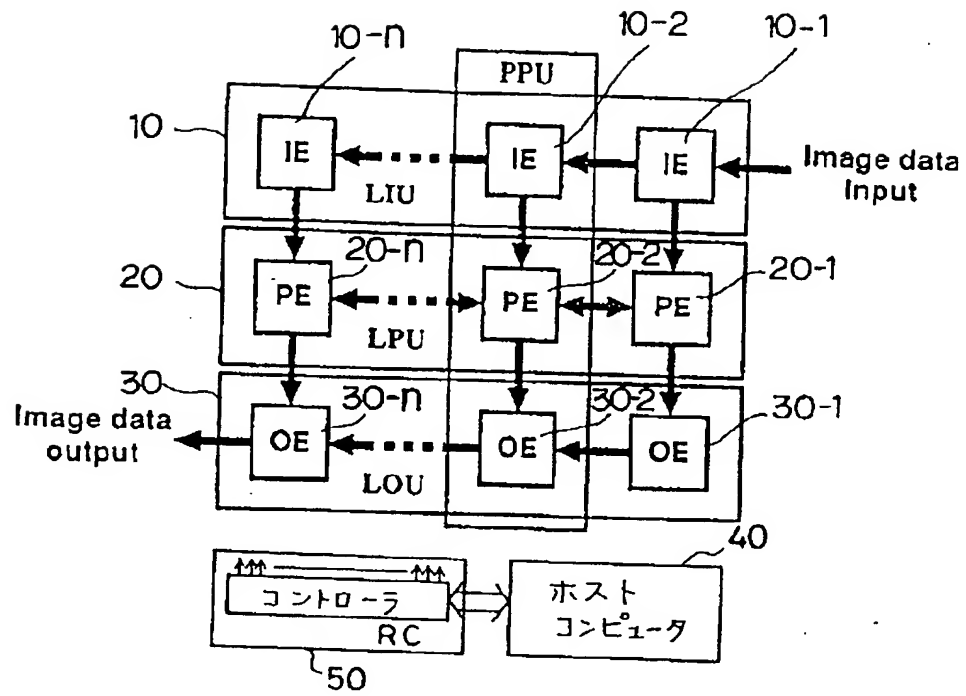 10-n
10-2
10-1
PPU
10
IE
IE
IE
Image data
Input
LIU
20-n
20-2
20-1
20
PE
PE
PE
LPU
30
30-n
30-2
30-1
Image data
output
OE
OE
OE
LOU
40
コントローラ
RC
ホスト
コンピュータ
50